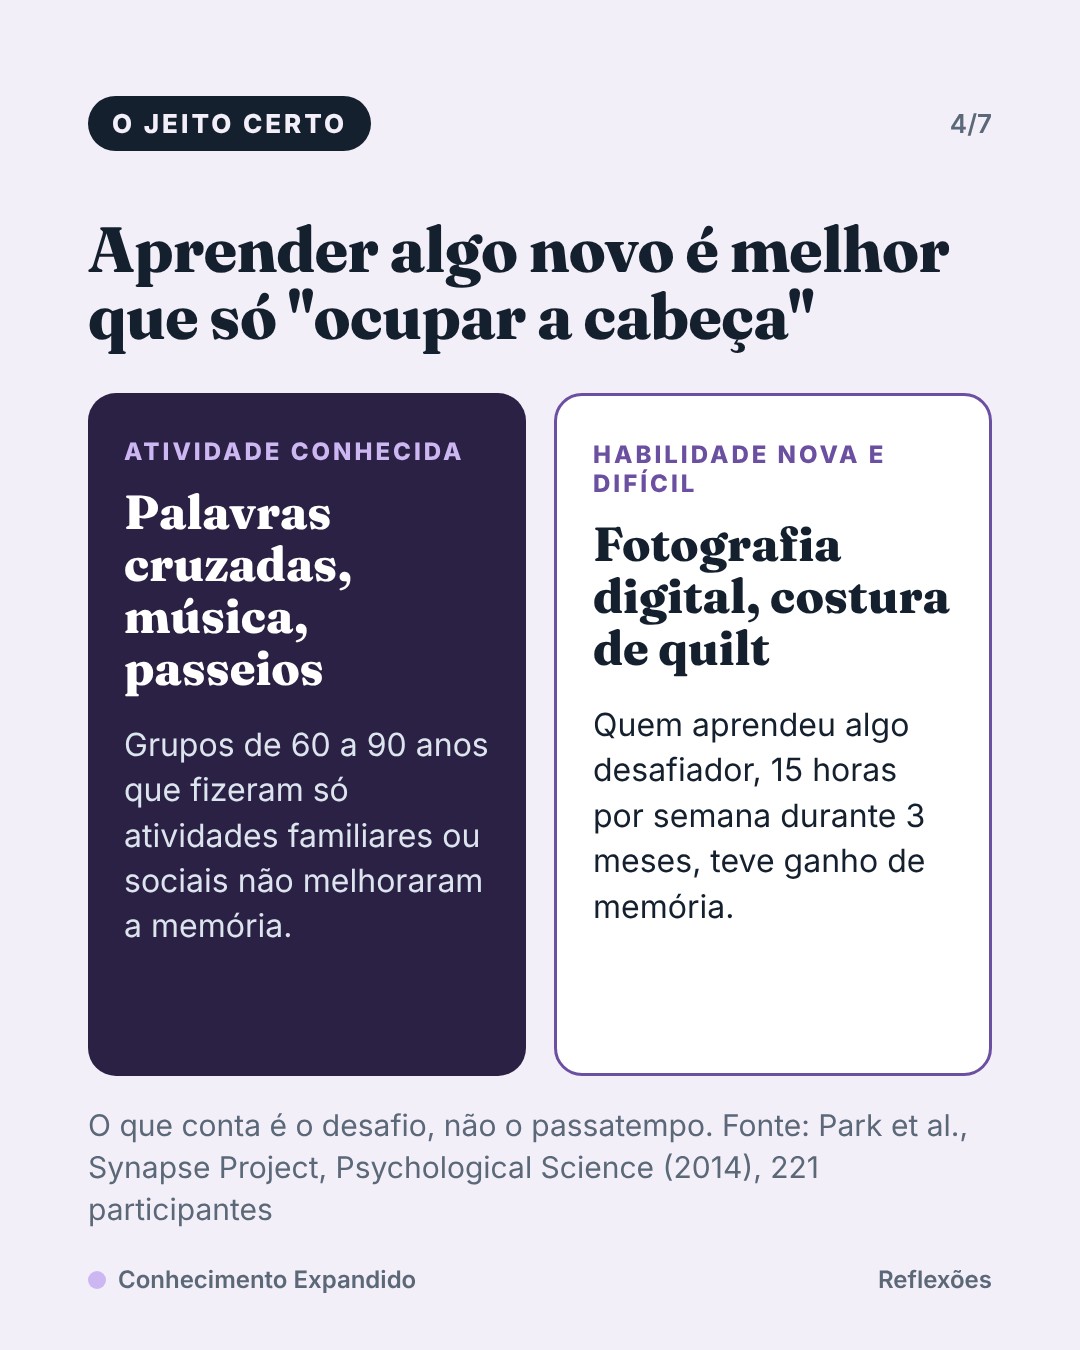 O JEITO CERTO
4/7
Aprender algo novo é melhor
que só "ocupar a cabeça"
ATIVIDADE CONHECIDA
Palavras
cruzadas,
música,
passeios
Grupos de 60 a 90 anos
que fizeram só
atividades familiares ou
sociais não melhoraram
a memória.
HABILIDADE NOVA E
DIFÍCIL
Fotografia
digital, costura
de quilt
Quem aprendeu algo
desafiador, 15 horas
por semana durante 3
meses, teve ganho de
memória.
O que conta é o desafio, não o passatempo. Fonte: Park et al.,
Synapse Project, Psychological Science (2014), 221
participantes
Conhecimento Expandido
Reflexões